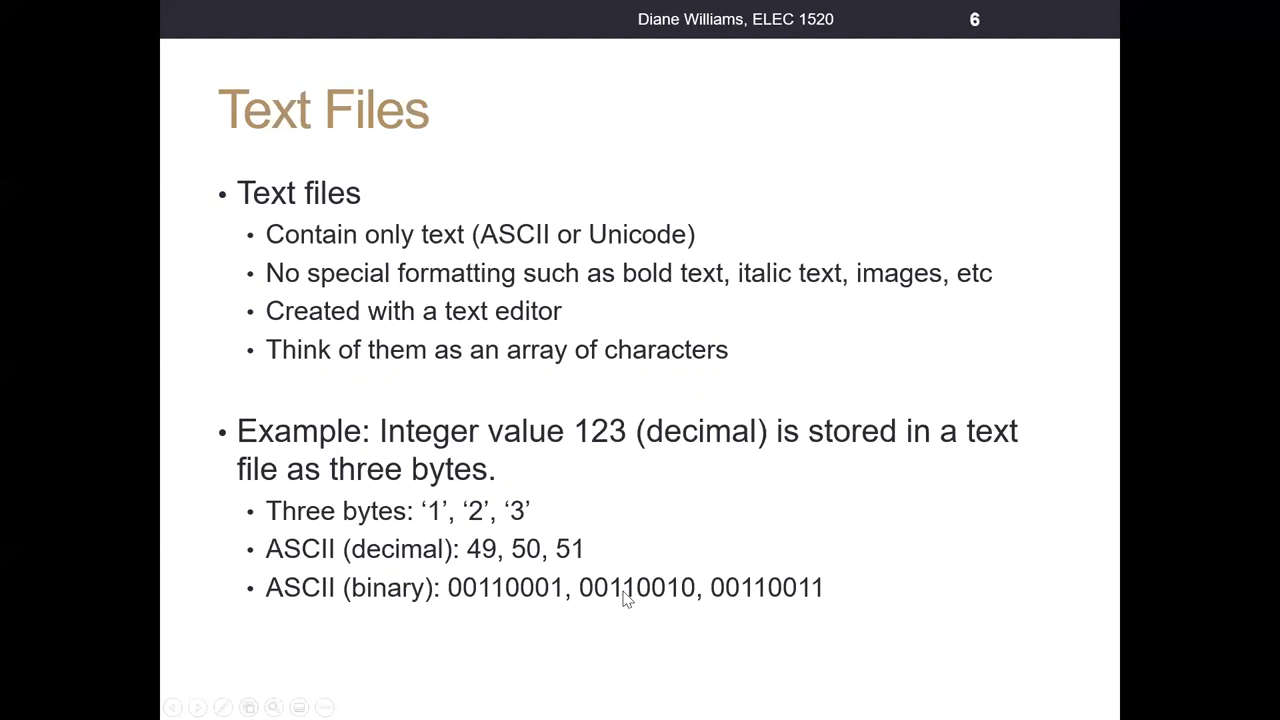 Diane Williams, ELEC 1520 6
Text Files
• Text files
• Contain only text (ASCII or Unicode)
• No special formatting such as bold text, italic text, images, etc
• Created with a text editor
• Think of them as an array of characters
• Example: Integer value 123 (decimal) is stored in a text
file as three bytes.
• Three bytes: ‘1’, ‘2’, ‘3’
• ASCII (decimal): 49, 50, 51
• ASCII (binary): 00110001, 00110010, 00110011